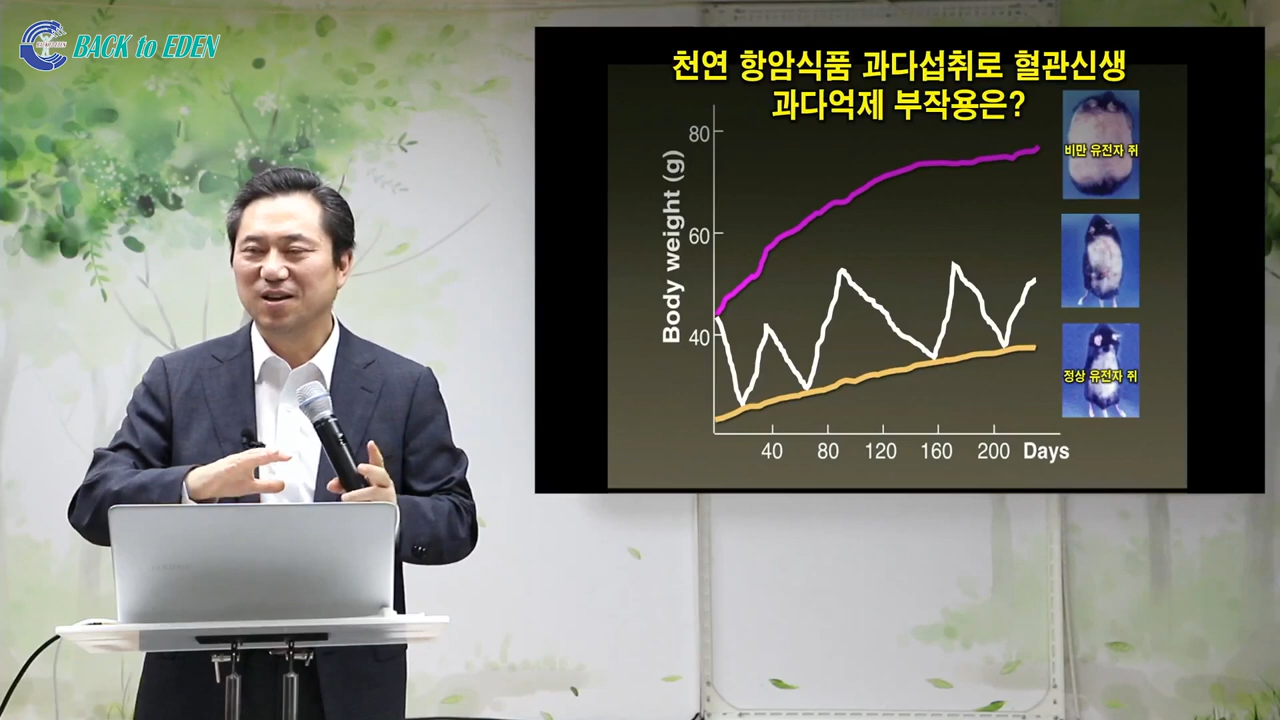 BACK to EDEN
천연 항암식품 과다섭취로 혈관신생
과다억제 부작용은?
Body weight (g)
80
60
40
비만 유전자 쥐
정상 유전자 쥐
40 80 120 160 200 Days